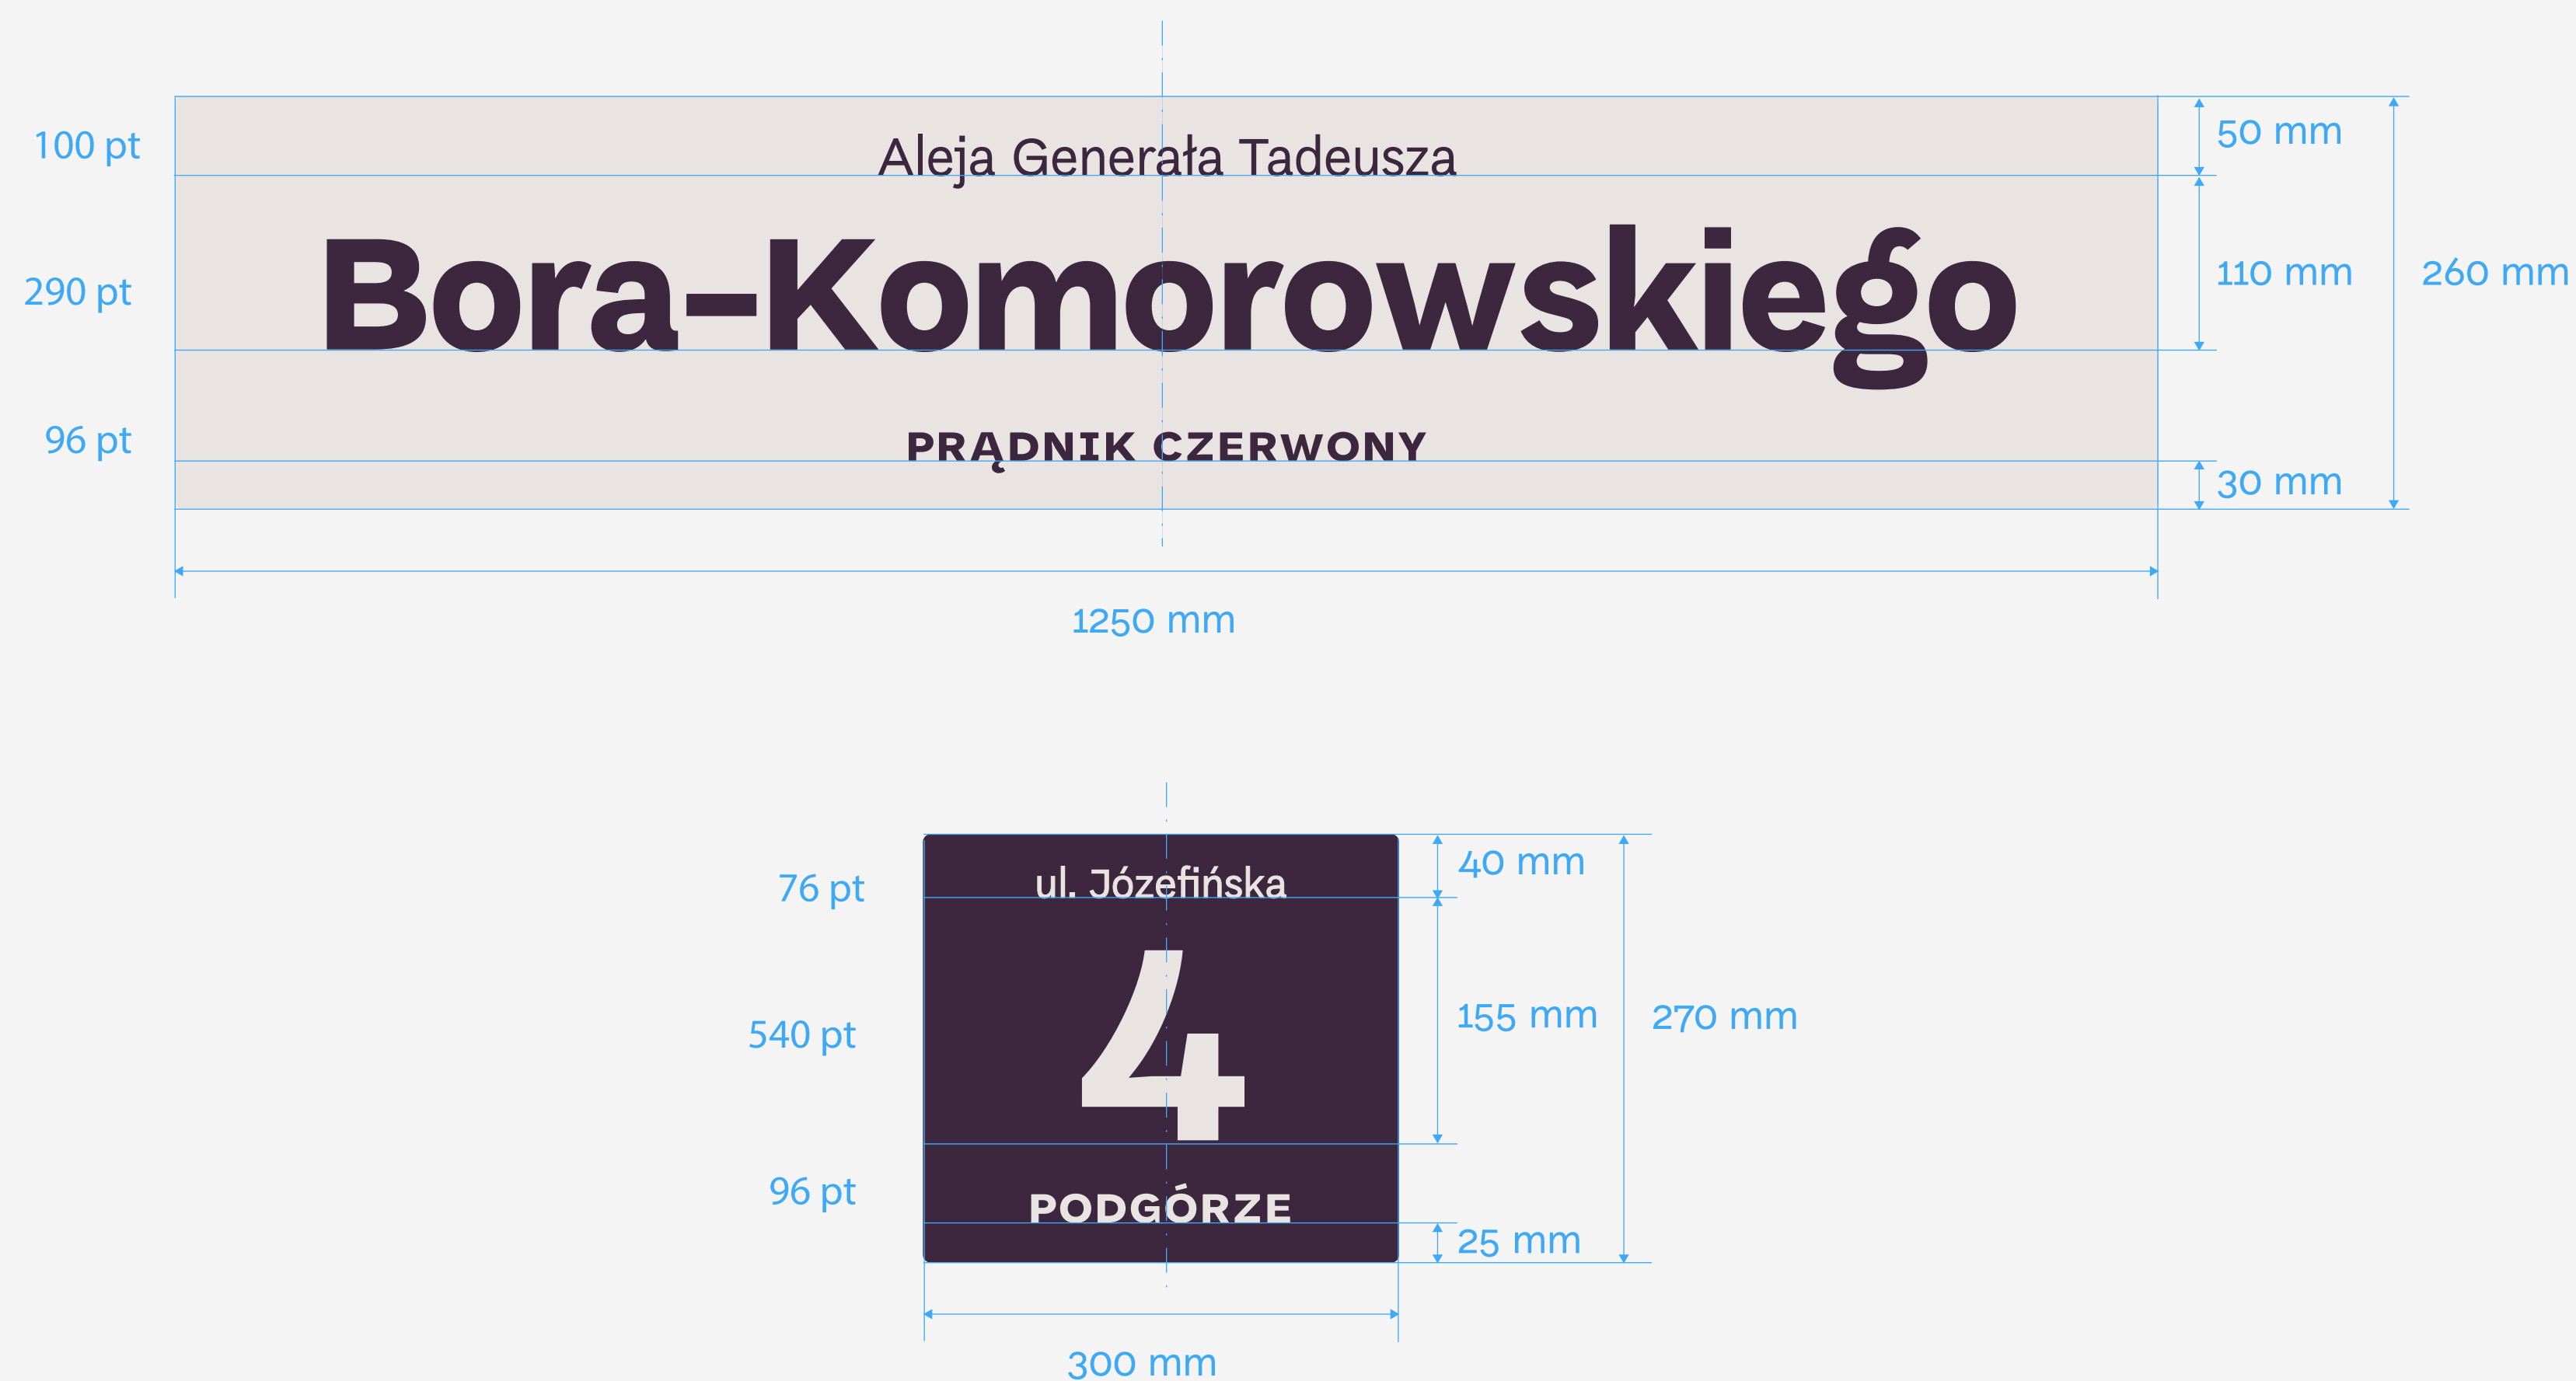 100 pt
Aleja Generała Tadeusza
50 mm
290 pt
Bora-Komorowskiego
110 mm
260 mm
96 pt
PRĄDNIK CZERWONY
30 mm
1250 mm
76 pt
ul. Józefińska
40 mm
540 pt
4
155 mm
270 mm
96 pt
PODGÓRZE
25 mm
300 mm